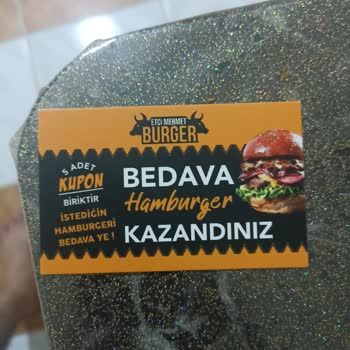 ETÇİ MEHMET
BURGER
5 ADET
KUPON
BİRİKTİR
İSTEDİĞİN
HAMBURGERİ
BEDAVA YE !
BEDAVA
Hamburger
KAZANDINIZ